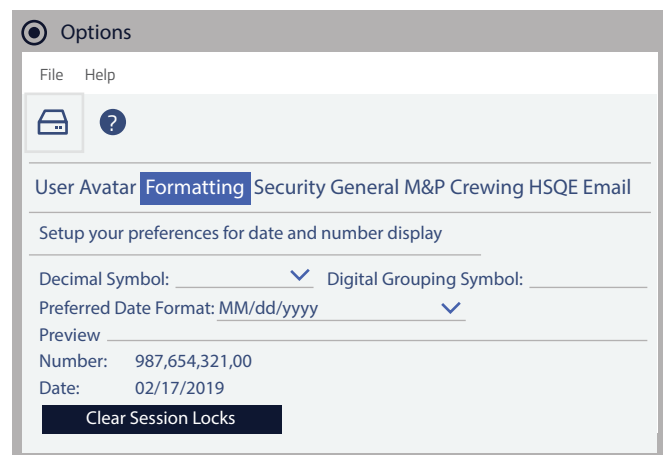 Options
File Help
?
User Avatar Formatting Security General M&P Crewing HSQE Email
Setup your preferences for date and number display
Decimal Symbol: Digital Grouping Symbol:
Preferred Date Format: MM/dd/yyyy
Preview
Number: 987,654,321,00
Date: 02/17/2019
Clear Session Locks